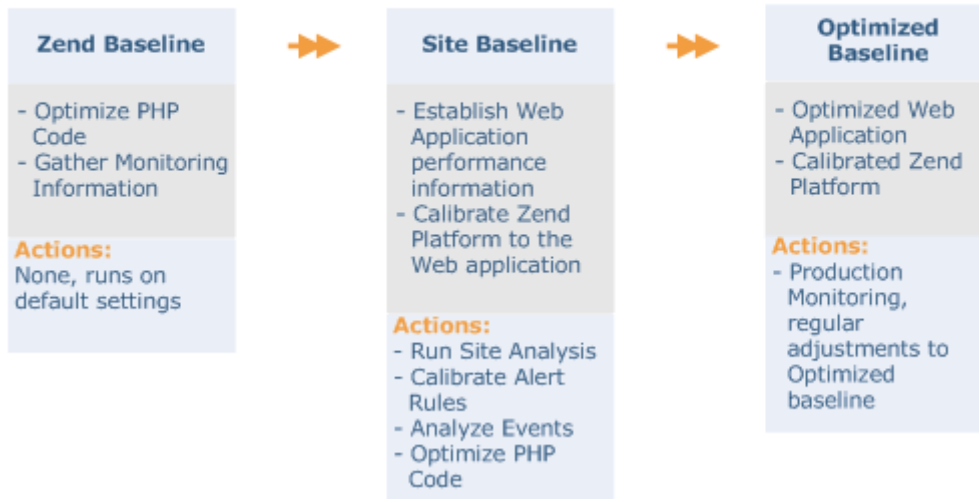 Zend Baseline
- Optimize PHP
Code
- Gather Monitoring
Information
Actions:
None, runs on
default settings
Site Baseline
- Establish Web
Application
performance
information
- Calibrate Zend
Platform to the
Web application
Actions:
- Run Site Analysis
- Calibrate Alert
Rules
- Analyze Events
- Optimize PHP
Code
Optimized
Baseline
- Optimized Web
Application
- Calibrated Zend
Platform
Actions:
- Production
Monitoring,
regular
adjustments to
Optimized
baseline